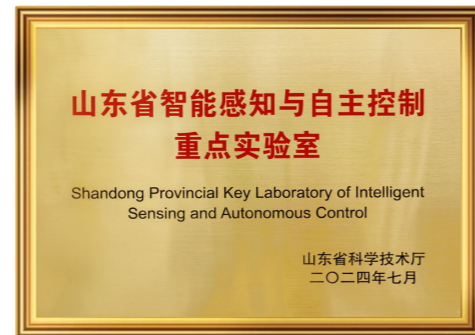 山东省智能感知与自主控制
重点实验室
Shandong Provincial Key Laboratory of Intelligent
Sensing and Autonomous Control
山东省科学技术厅
二〇二四年七月